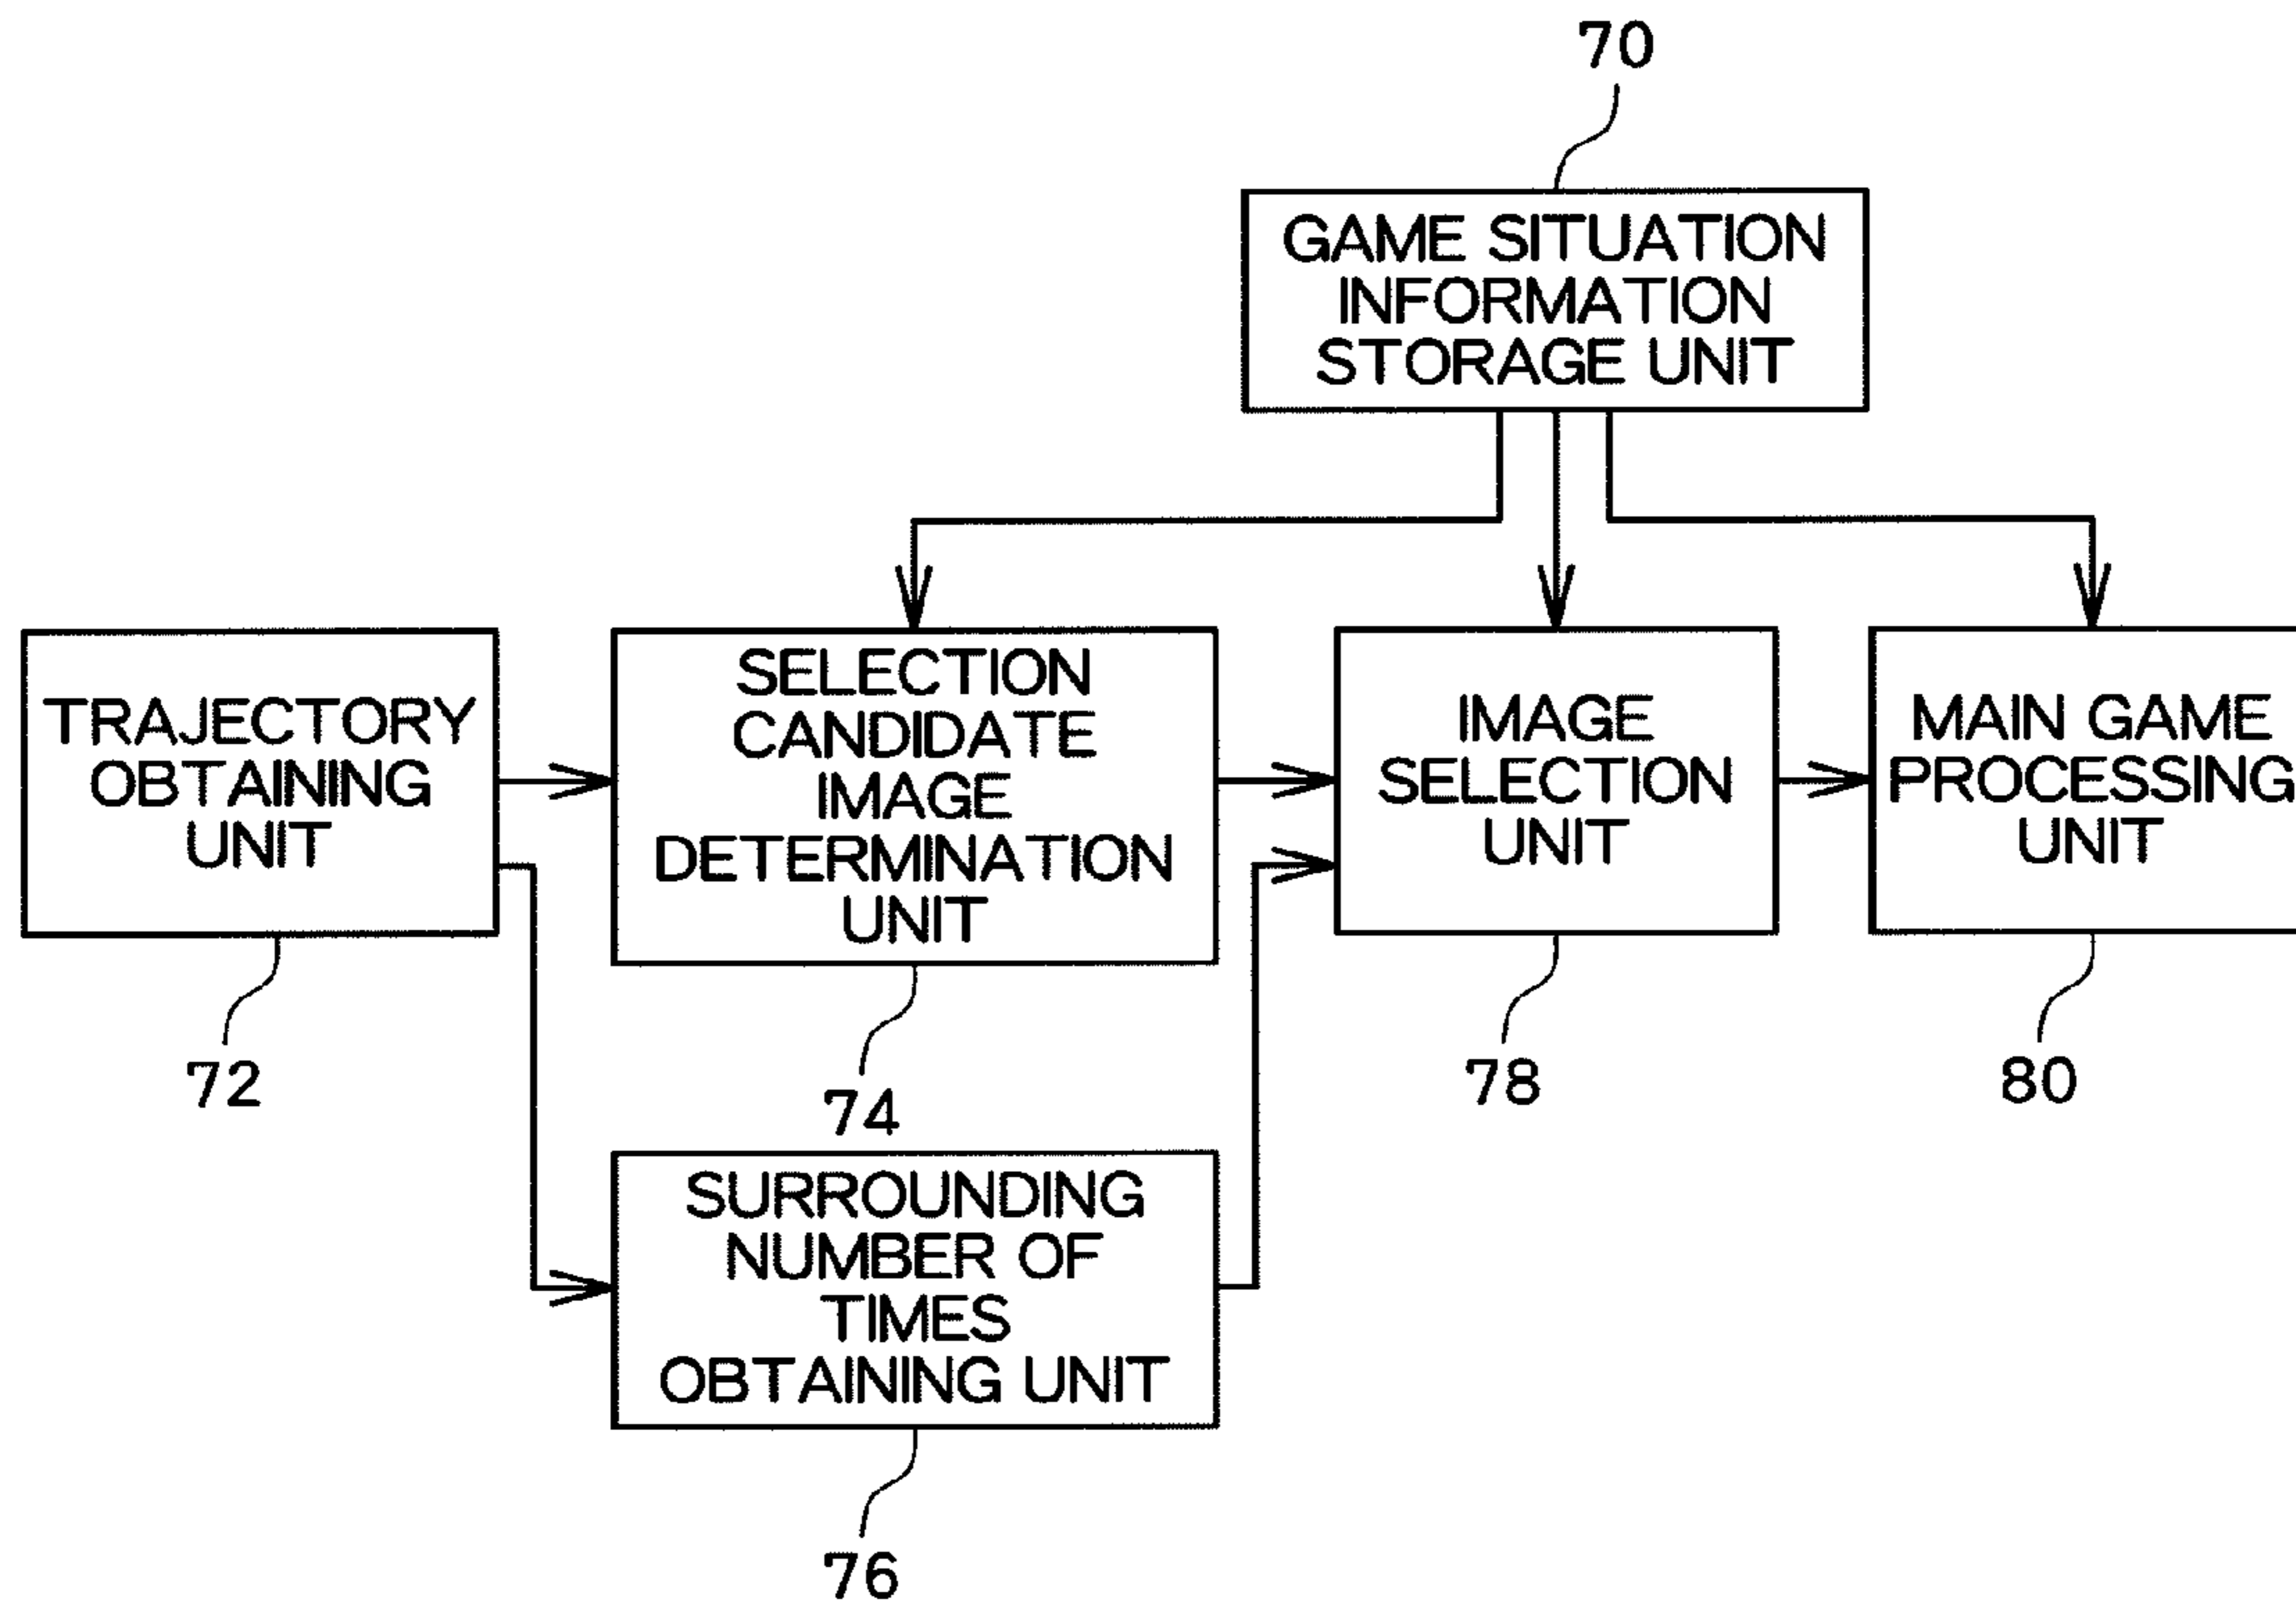 70
GAME SITUATION
INFORMATION
STORAGE UNIT
TRAJECTORY
OBTAINING
UNIT
72
SELECTION
CANDIDATE
IMAGE
DETERMINATION
UNIT
74
IMAGE
SELECTION
UNIT
78
MAIN GAME
PROCESSING
UNIT
80
SURROUNDING
NUMBER OF
TIMES
OBTAINING UNIT
76